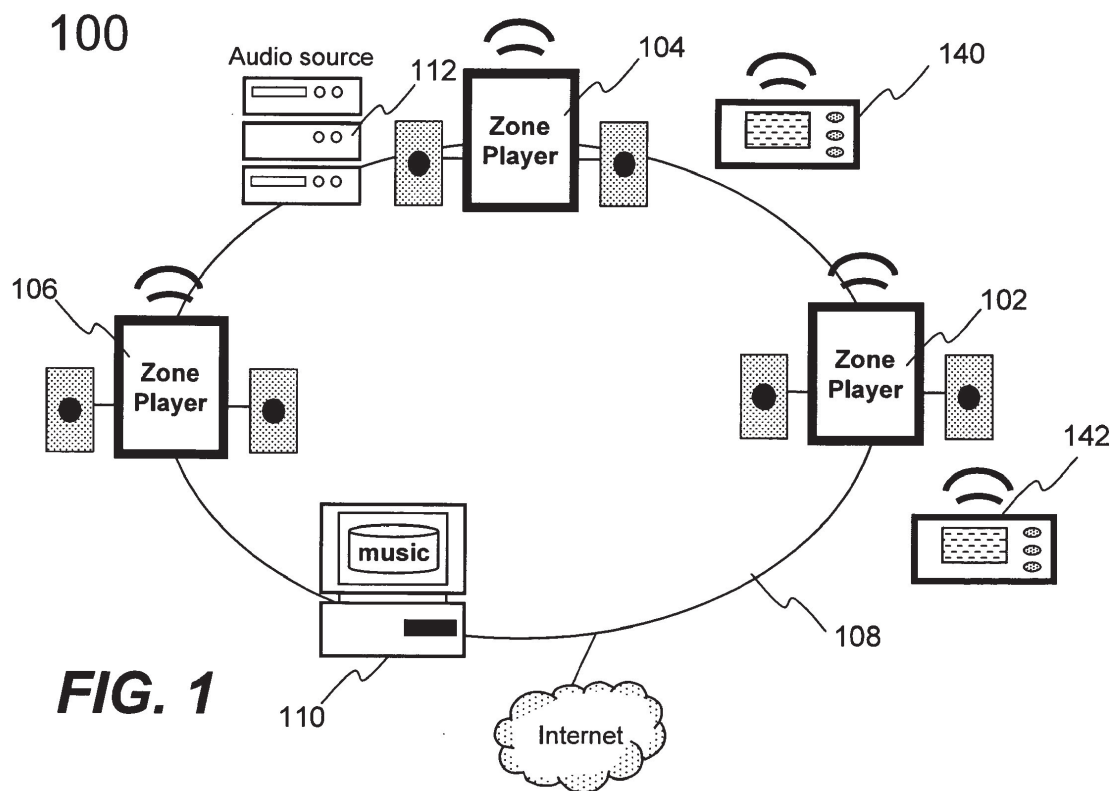 100
Audio source
112
Zone
Player
104
140
106
Zone
Player
Zone
Player
102
142
music
108
110
FIG. 1
Internet